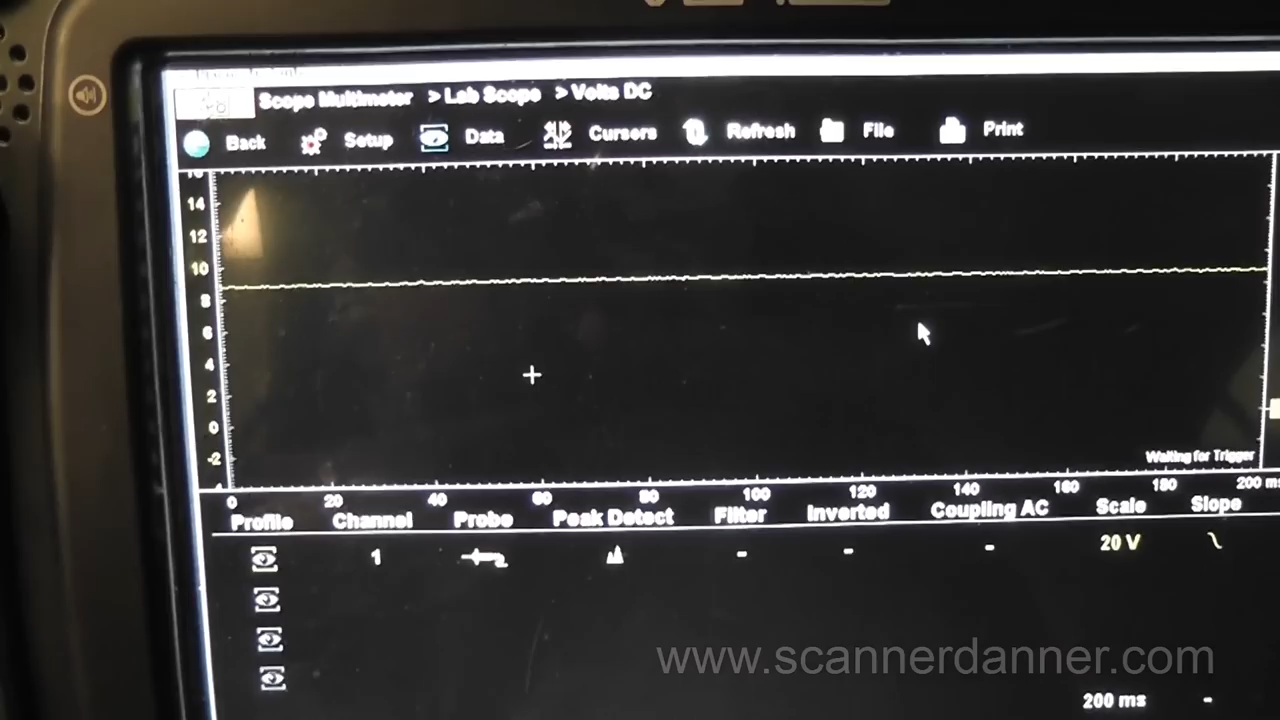 Scope Multimeter > Lab Scope > Volts DC
Back Setup Data Cursors Refresh File Print
14
12
10
8
6
4
2
0
-2
Waiting for Trigger
0 20 40 60 80 100 120 140 160 180 200 ms
Profile Channel Probe Peak Detect Filter Inverted Coupling AC Scale Slope
1 - - - 20 V
www.scannerdanner.com
200 ms -